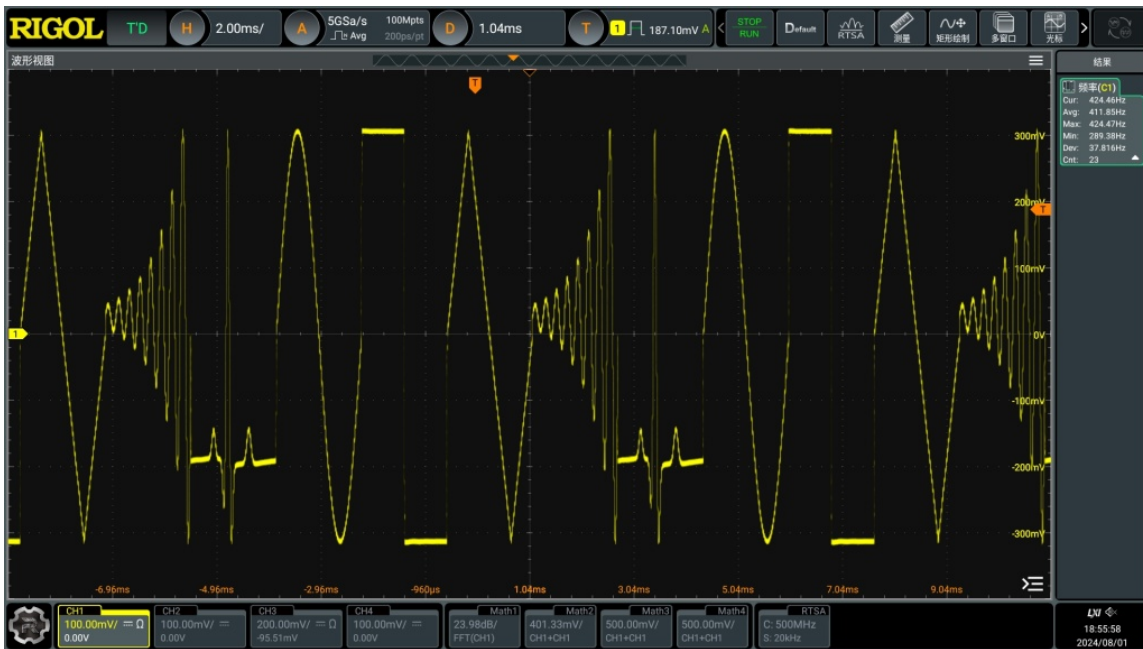 RIGOL T'D H 2.00ms/ A 5GSa/s 100Mpts D 1.04ms T 1 187.10mV A < STOP Default RTSA 测量 矩形绘制 多窗口 光标 >
Avg 200ps/pt RUN
波形视图 结果
T
频率(C1)
Cur: 424.46Hz
Avg: 411.85Hz
Max: 424.47Hz
Min: 289.38Hz
Dev: 37.816Hz
Cnt: 23
300mV
200mV
T
100mV
1 0V
-100mV
-200mV
-300mV
-6.96ms -4.96ms -2.96ms -960μs 1.04ms 3.04ms 5.04ms 7.04ms 9.04ms
CH1 CH2 CH3 CH4 Math1 Math2 Math3 Math4 RTSA
100.00mV/ Ω 100.00mV/ 200.00mV/ Ω 100.00mV/ 23.98dB/ 401.33mV/ 500.00mV/ 500.00mV/ C: 500MHz
0.00V 0.00V -95.51mV 0.00V FFT(CH1) CH1+CH1 CH1+CH1 CH1+CH1 S: 20kHz
LXI
18:55:58
2024/08/01